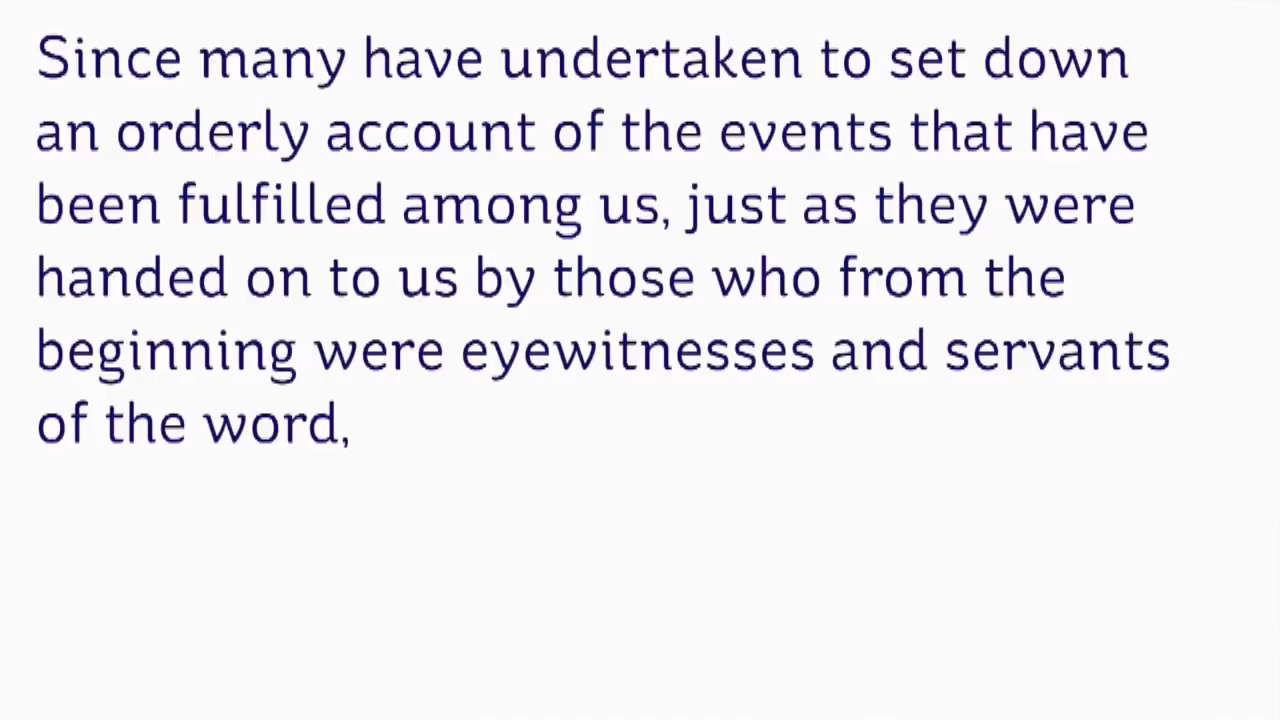 Since many have undertaken to set down
an orderly account of the events that have
been fulfilled among us, just as they were
handed on to us by those who from the
beginning were eyewitnesses and servants
of the word,